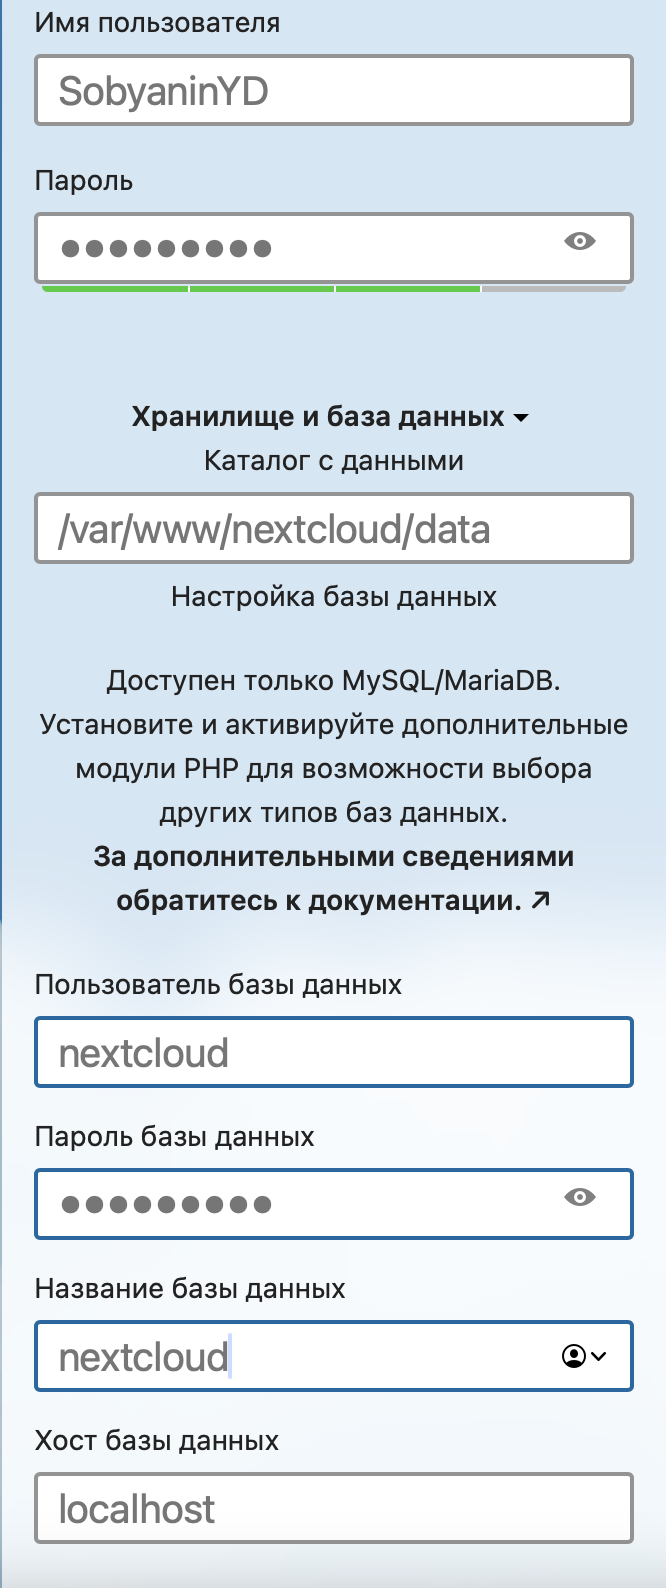 Имя пользователя
SobyaninYD
Пароль
●●●●●●●●●
Хранилище и база данных
Каталог с данными
/var/www/nextcloud/data
Настройка базы данных
Доступен только MySQL/MariaDB.
Установите и активируйте дополнительные
модули PHP для возможности выбора
других типов баз данных.
За дополнительными сведениями
обратитесь к документации. ↗
Пользователь базы данных
nextcloud
Пароль базы данных
●●●●●●●●●
Название базы данных
nextcloud
Хост базы данных
localhost